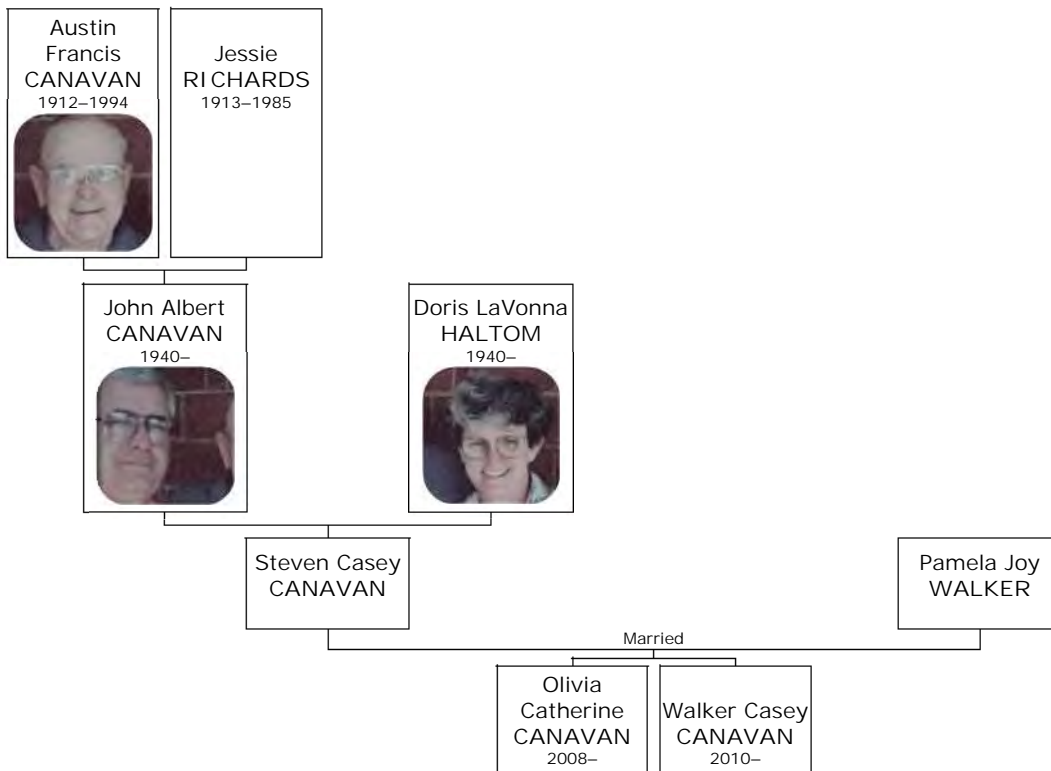 Austin
Francis
CANAVAN
1912–1994
Jessie
RICHARDS
1913–1985
John Albert
CANAVAN
1940–
Doris LaVonna
HALTOM
1940–
Steven Casey
CANAVAN
Pamela Joy
WALKER
Married
Olivia
Catherine
CANAVAN
2008–
Walker Casey
CANAVAN
2010–